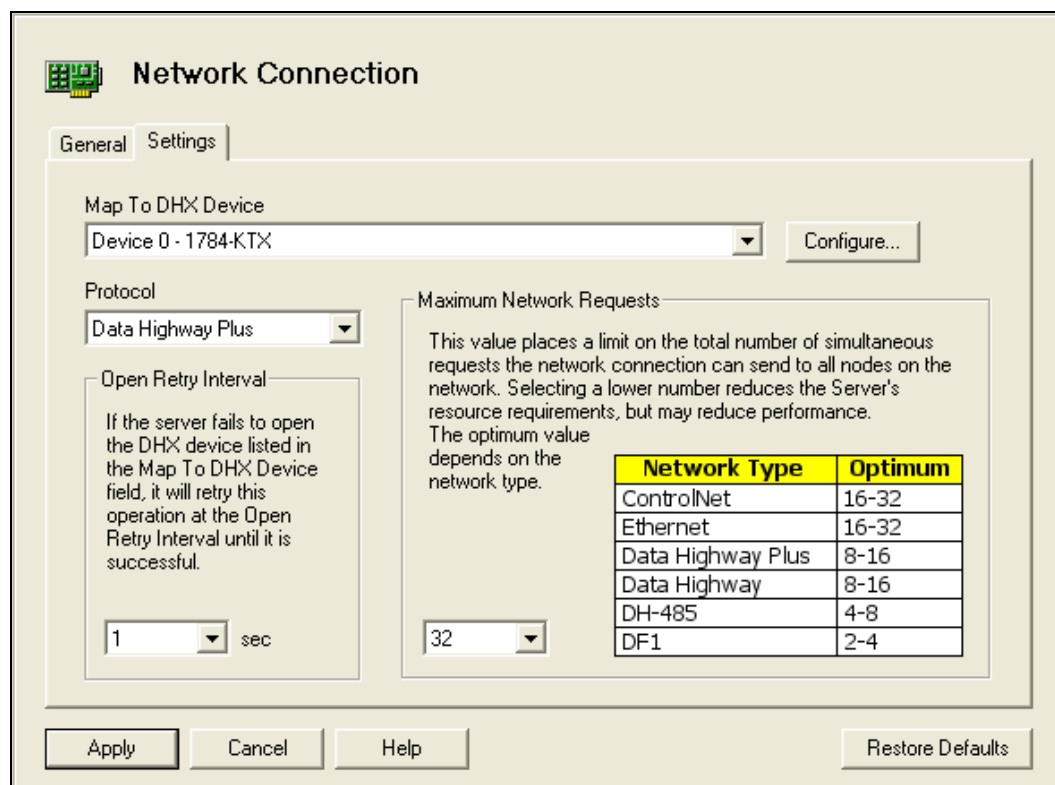 Network Connection
General Settings
Map To DHX Device
Device 0 - 1784-KTX Configure...
Protocol
Data Highway Plus
Open Retry Interval
If the server fails to open
the DHX device listed in
the Map To DHX Device
field, it will retry this
operation at the Open
Retry Interval until it is
successful.
1 sec
Maximum Network Requests
This value places a limit on the total number of simultaneous
requests the network connection can send to all nodes on the
network. Selecting a lower number reduces the Server's
resource requirements, but may reduce performance.
The optimum value
depends on the
network type.
32
Network Type Optimum
ControlNet 16-32
Ethernet 16-32
Data Highway Plus 8-16
Data Highway 8-16
DH-485 4-8
DF1 2-4
Apply Cancel Help Restore Defaults